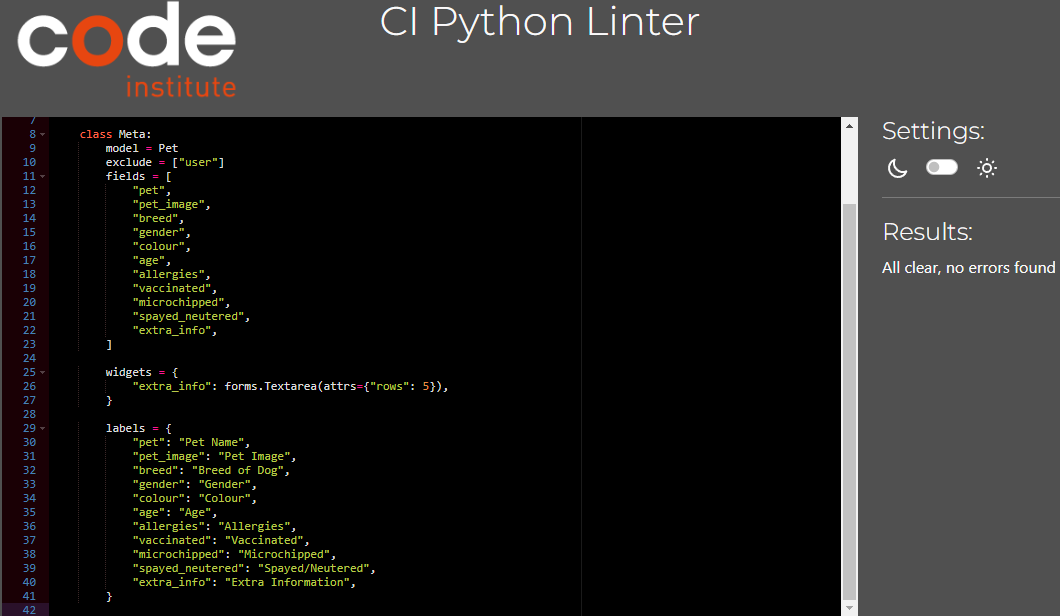 code
institute
CI Python Linter
7
8 class Meta:
9 model = Pet
10 exclude = ["user"]
11 fields = [
12 "pet",
13 "pet_image",
14 "breed",
15 "gender",
16 "colour",
17 "age",
18 "allergies",
19 "vaccinated",
20 "microchipped",
21 "spayed_neutered",
22 "extra_info",
23 ]
24
25 widgets = {
26 "extra_info": forms.Textarea(attrs={"rows": 5}),
27 }
28
29 labels = {
30 "pet": "Pet Name",
31 "pet_image": "Pet Image",
32 "breed": "Breed of Dog",
33 "gender": "Gender",
34 "colour": "Colour",
35 "age": "Age",
36 "allergies": "Allergies",
37 "vaccinated": "Vaccinated",
38 "microchipped": "Microchipped",
39 "spayed_neutered": "Spayed/Neutered",
40 "extra_info": "Extra Information",
41 }
42
Settings:
Results:
All clear, no errors found